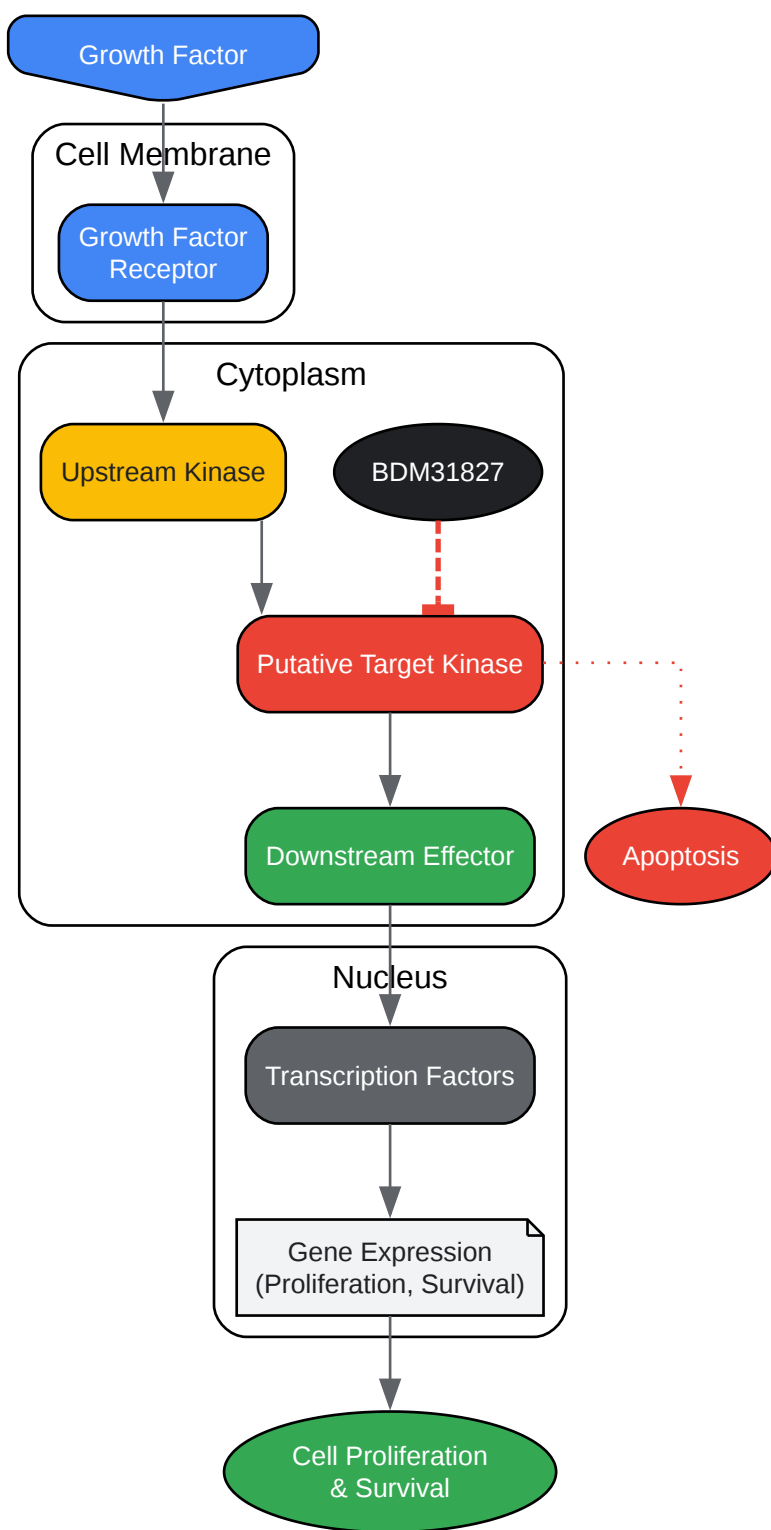 Growth Factor
Cell Membrane
Growth Factor
Receptor
Cytoplasm
Upstream Kinase
BDM31827
Putative Target Kinase
Downstream Effector
Apoptosis
Nucleus
Transcription Factors
Gene Expression
(Proliferation, Survival)
Cell Proliferation
& Survival